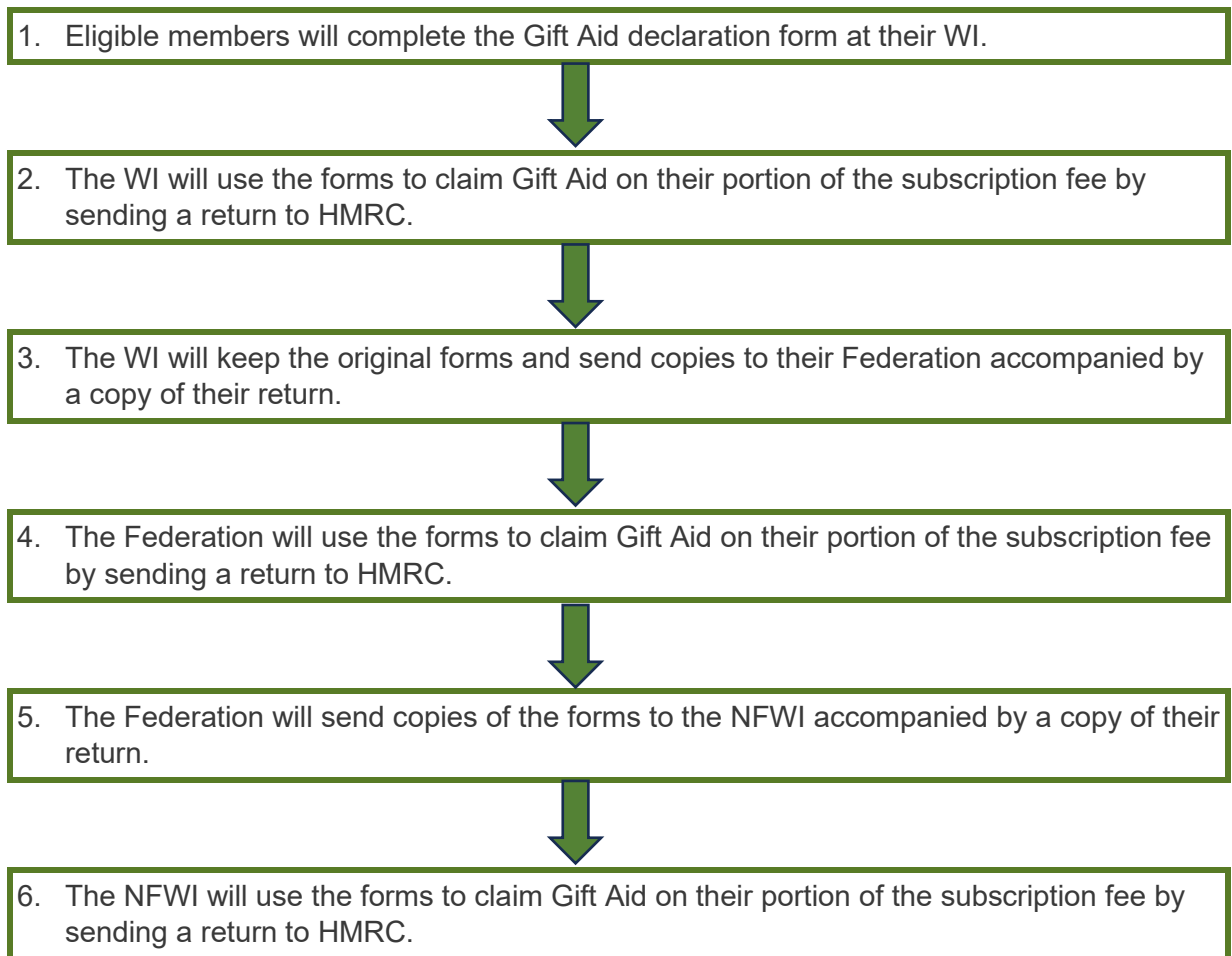 1. Eligible members will complete the Gift Aid declaration form at their WI.
2. The WI will use the forms to claim Gift Aid on their portion of the subscription fee by
sending a return to HMRC.
3. The WI will keep the original forms and send copies to their Federation accompanied by
a copy of their return.
4. The Federation will use the forms to claim Gift Aid on their portion of the subscription fee
by sending a return to HMRC.
5. The Federation will send copies of the forms to the NFWI accompanied by a copy of their
return.
6. The NFWI will use the forms to claim Gift Aid on their portion of the subscription fee by
sending a return to HMRC.